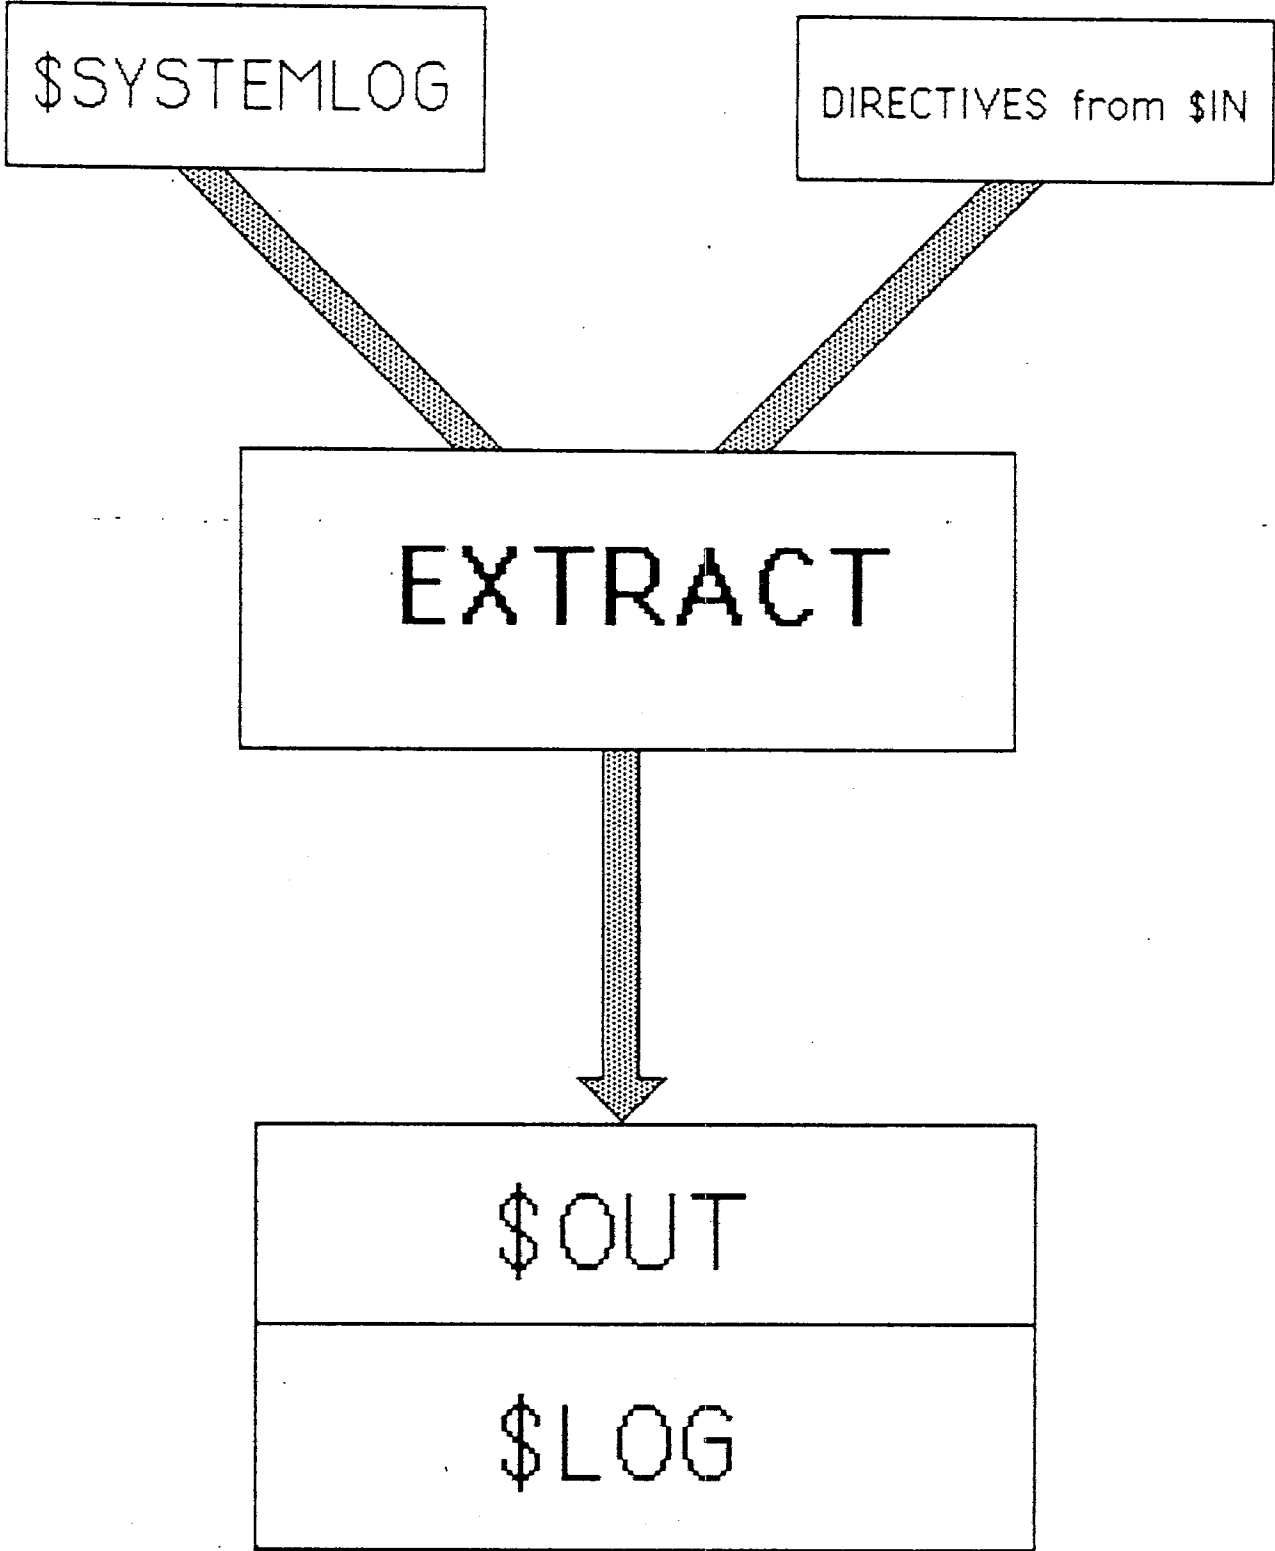 $SYSTEMLOG
DIRECTIVES from $IN
EXTRACT
$OUT
$LOG